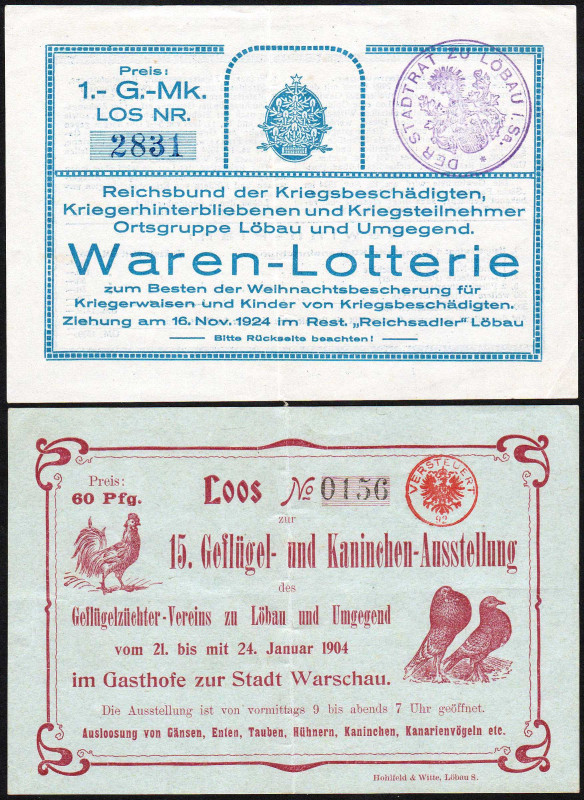 Preis:
1.- G.-Mk.
LOS NR.
2831
DER STADTRAT ZU LÖBAU i. Sa.
Reichsbund der Kriegsbeschädigten,
Kriegerhinterbliebenen und Kriegsteilnehmer
Ortsgruppe Löbau und Umgegend.
Waren-Lotterie
zum Besten der Weihnachtsbescherung für
Kriegerwaisen und Kinder von Kriegsbeschädigten.
Ziehung am 16. Nov. 1924 im Rest. „Reichsadler" Löbau
Bitte Rückseite beachten!
Preis:
60 Pfg.
Loos No 0156
VERSTEUERT
92
zur
15. Geflügel- und Kaninchen-Ausstellung
des
Geflügelzüchter-Vereins zu Löbau und Umgegend
vom 21. bis mit 24. Januar 1904
im Gasthofe zur Stadt Warschau.
Die Ausstellung ist von vormittags 9 bis abends 7 Uhr geöffnet.
Ausloosung von Gänsen, Enten, Tauben, Hühnern, Kaninchen, Kanarienvögeln etc.
Hohlfeld & Witte, Löbau S.